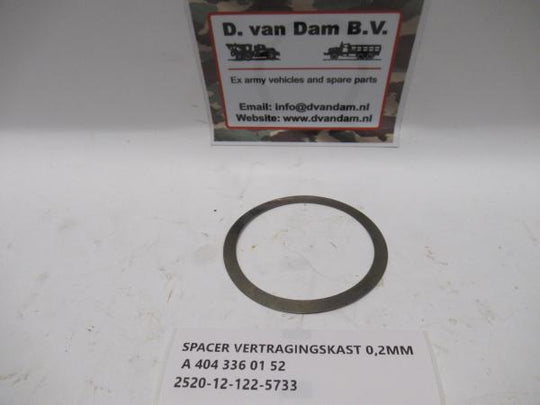 D. van Dam B.V.
Ex army vehicles and spare parts
Email: info@dvandam.nl
Website: www.dvandam.nl
SPACER VERTRAGINGSKAST 0,2MM
A 404 336 01 52
2520-12-122-5733